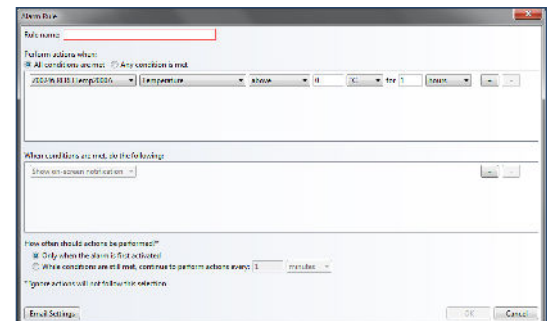 Alarm Rule
Rule name:
Perform actions when:
All conditions are met Any condition is met
Temperature above 0 °C for 1 hours
When conditions are met, do the following:
Show on-screen notification
How often should actions be performed?*
Only when the alarm is first activated
While conditions are still met, continue to perform actions every: 1 minutes
* Ignore actions will not follow this selection
Email Settings OK Cancel